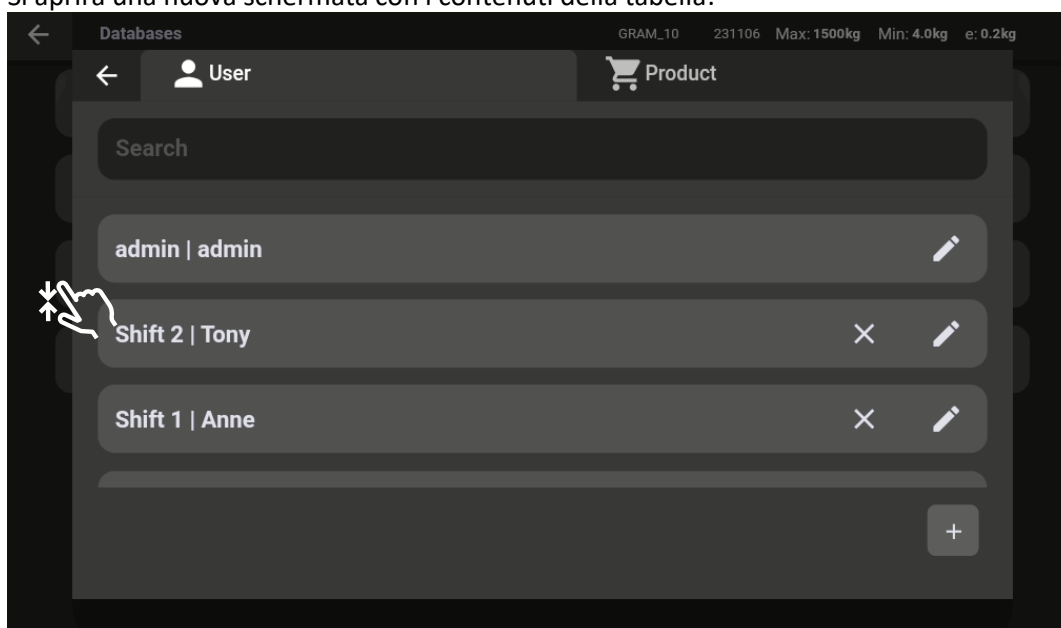 Si aprirà una nuova schermata con i contenuti della tabella:
Databases GRAM_10 231106 Max: 1500kg Min: 4.0kg e: 0.2kg
User Product
Search
admin | admin
Shift 2 | Tony
Shift 1 | Anne
+